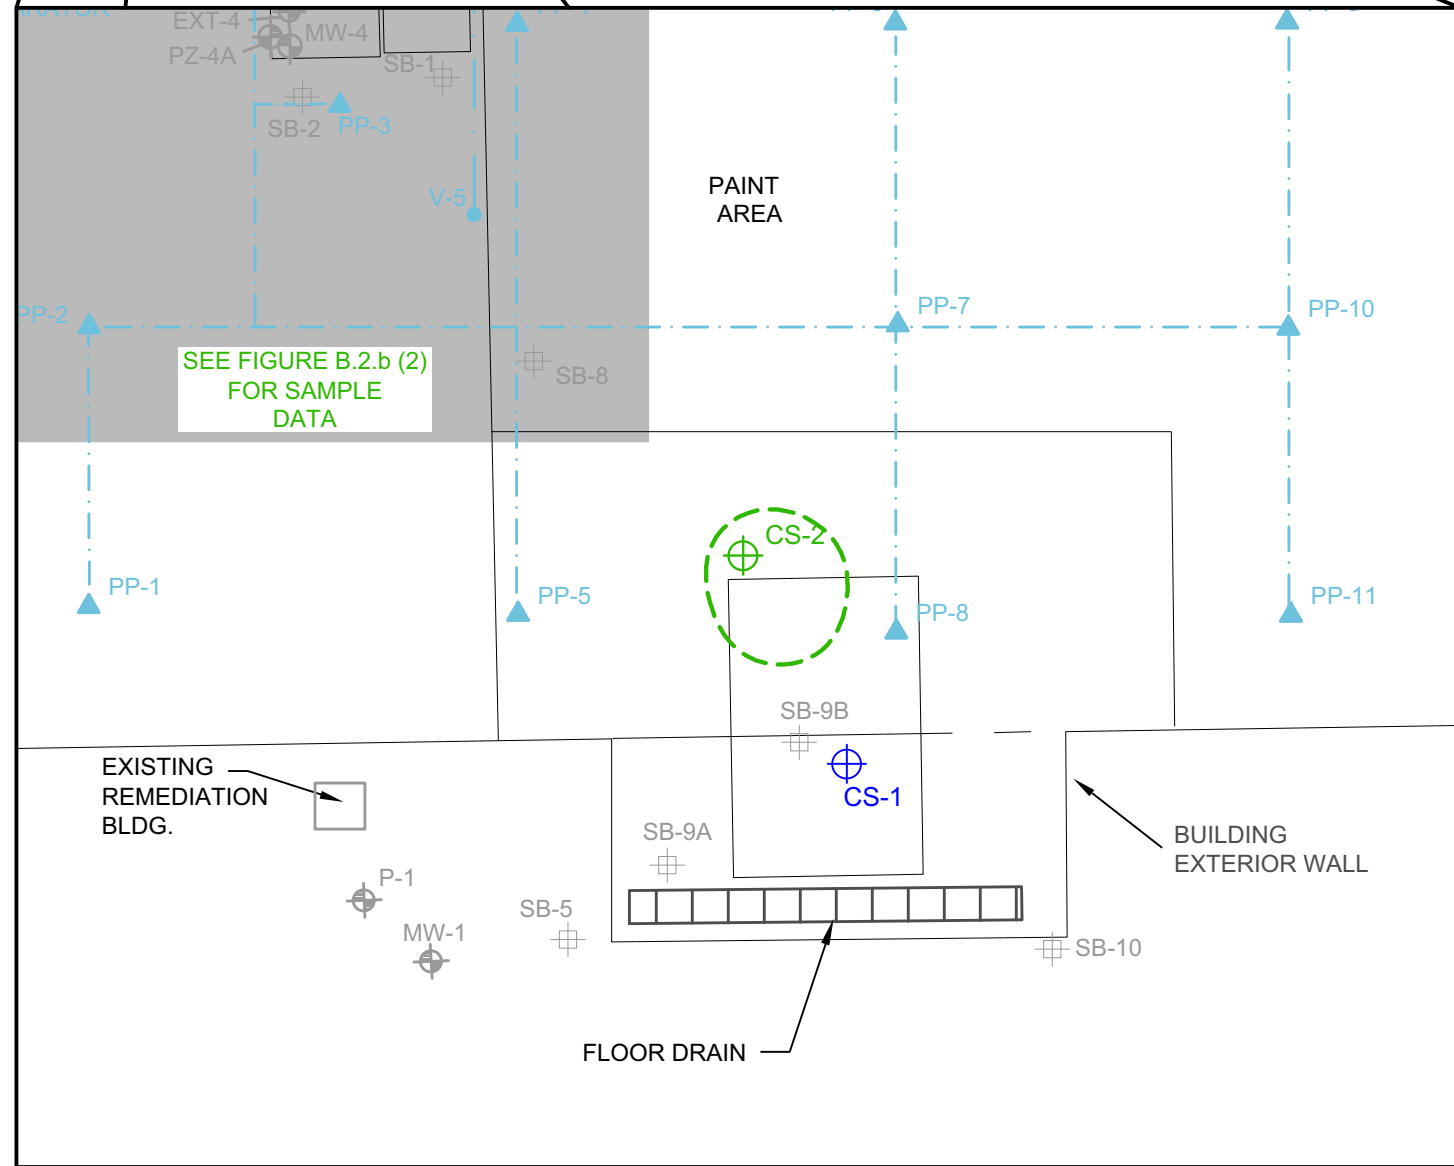 EXT-4
MW-4
PZ-4A
SB-1
SB-2
PP-3
V-5
PAINT
AREA
PP-2
PP-7
PP-10
SEE FIGURE B.2.b (2)
FOR SAMPLE
DATA
SB-8
CS-2
PP-1
PP-5
PP-8
PP-11
SB-9B
EXISTING
REMEDIATION
BLDG.
CS-1
SB-9A
BUILDING
EXTERIOR WALL
P-1
SB-5
MW-1
SB-10
FLOOR DRAIN